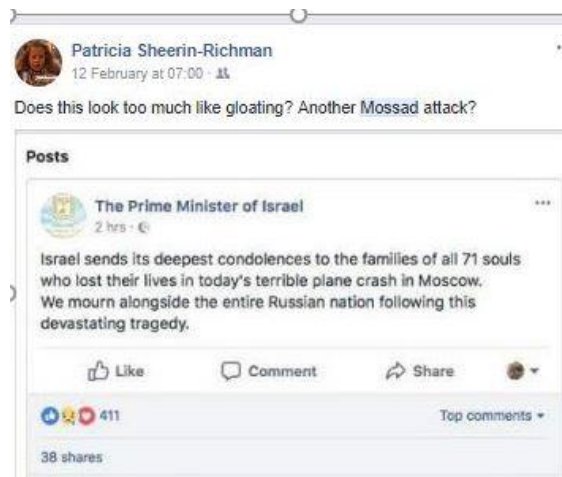 Patricia Sheerin-Richman
12 February at 07:00 ·
Does this look too much like gloating? Another Mossad attack?
Posts
The Prime Minister of Israel
2 hrs ·
Israel sends its deepest condolences to the families of all 71 souls
who lost their lives in today's terrible plane crash in Moscow.
We mourn alongside the entire Russian nation following this
devastating tragedy.
Like Comment Share
411 Top comments
38 shares